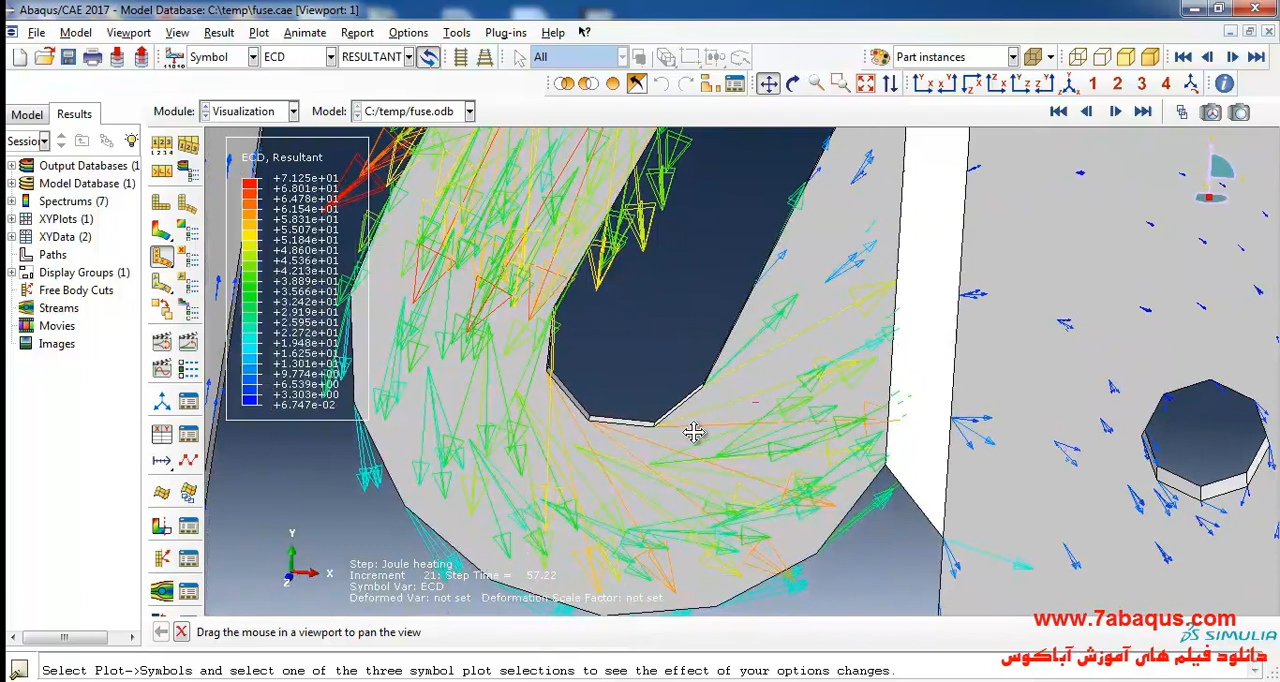 Abaqus/CAE 2017 - Model Database: C:\temp\fuse.cae [Viewport: 1]
File Model Viewport View Result Plot Animate Report Options Tools Plug-ins Help
Symbol ECD RESULTANT All Part instances
1 2 3 4
Model Results Module: Visualization Model: C:/temp/fuse.odb
Sessio
Output Databases (1
Model Database (1)
Spectrums (7)
XYPlots (1)
XYData (2)
Paths
Display Groups (1)
Free Body Cuts
Streams
Movies
Images
ECD, Resultant
+7.125e+01
+6.801e+01
+6.478e+01
+6.154e+01
+5.831e+01
+5.507e+01
+5.184e+01
+4.860e+01
+4.536e+01
+4.213e+01
+3.889e+01
+3.566e+01
+3.242e+01
+2.919e+01
+2.595e+01
+2.272e+01
+1.948e+01
+1.625e+01
+1.301e+01
+9.774e+00
+6.539e+00
+3.303e+00
+6.747e-02
Y
X
Z
Step: Joule heating
Increment 21: Step Time = 57.22
Symbol Var: ECD
Deformed Var: not set Deformation Scale Factor: not set
www.7abaqus.com
SIMULIA
دانلود فیلم های آموزش آباکوس
Drag the mouse in a viewport to pan the view
Select Plot->Symbols and select one of the three symbol plot selections to see the effect of your options changes.